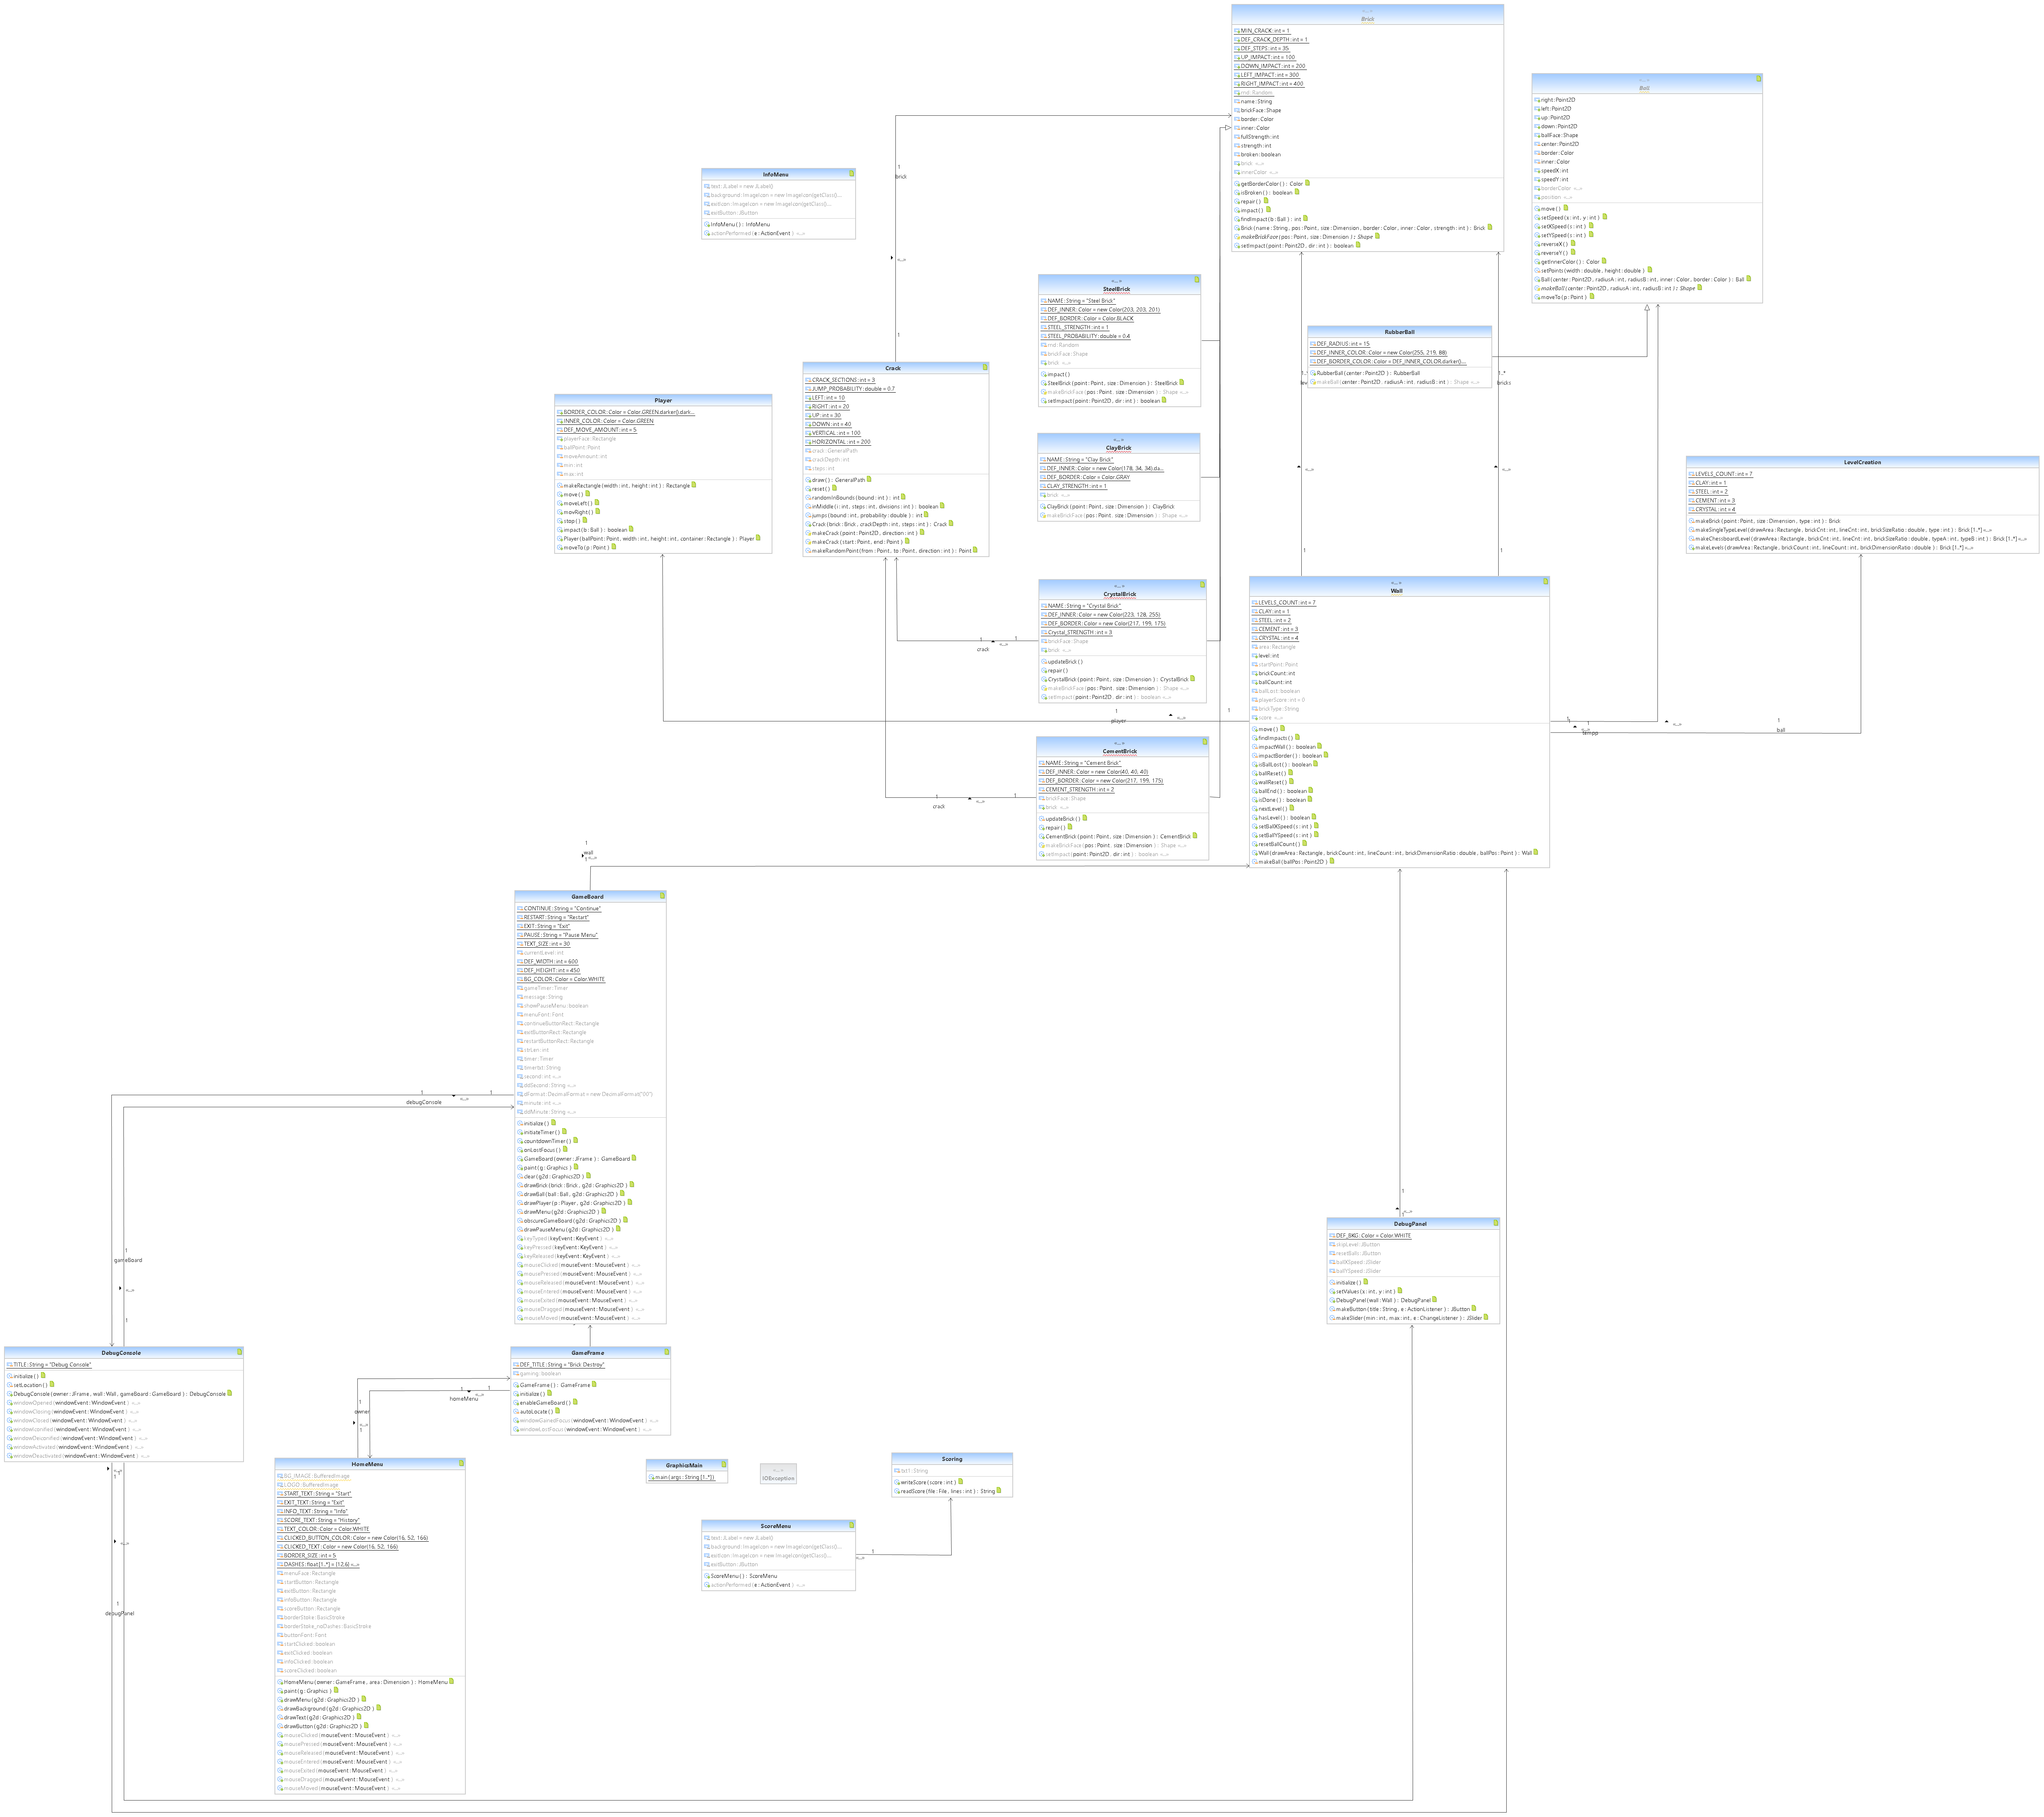 «...»
Brick
MIN_CRACK: int = 1
DEF_CRACK_DEPTH: int = 1
DEF_STEPS: int = 35
UP_IMPACT: int = 100
DOWN_IMPACT: int = 200
LEFT_IMPACT: int = 300
RIGHT_IMPACT: int = 400
rnd: Random
name: String
brickFace: Shape
border: Color
inner: Color
fullStrength: int
strength: int
broken: boolean
brick «...»
innerColor «...»
getBorderColor ( ) : Color
isBroken ( ) : boolean
repair ( )
impact ( )
findImpact ( b : Ball ) : int
Brick ( name : String , pos : Point , size : Dimension , border : Color , inner : Color , strength : int ) : Brick
makeBrickFace ( pos : Point , size : Dimension ) : Shape
setImpact ( point : Point2D , dir : int ) : boolean
«...»
Ball
right: Point2D
left: Point2D
up: Point2D
down: Point2D
ballFace: Shape
center: Point2D
border: Color
inner: Color
speedX: int
speedY: int
borderColor «...»
position «...»
move ( )
setSpeed ( x : int , y : int )
setXSpeed ( s : int )
setYSpeed ( s : int )
reverseX ( )
reverseY ( )
getInnerColor ( ) : Color
setPoints ( width : double , height : double )
Ball ( center : Point2D , radiusA : int , radiusB : int , inner : Color , border : Color ) : Ball
makeBall ( center : Point2D , radiusA : int , radiusB : int ) : Shape
moveTo ( p : Point )
InfoMenu
text: JLabel = new JLabel()
background: ImageIcon = new ImageIcon(getClass()....
exitIcon: ImageIcon = new ImageIcon(getClass()....
exitButton: JButton
InfoMenu ( ) : InfoMenu
actionPerformed ( e : ActionEvent ) «...»
1
brick
«...»
1
«...»
SteelBrick
NAME: String = "Steel Brick"
DEF_INNER: Color = new Color(203, 203, 201)
DEF_BORDER: Color = Color.BLACK
STEEL_STRENGTH: int = 1
STEEL_PROBABILITY: double = 0.4
rnd: Random
brickFace: Shape
brick «...»
impact ( )
SteelBrick ( point : Point , size : Dimension ) : SteelBrick
makeBrickFace ( pos : Point , size : Dimension ) : Shape «...»
setImpact ( point : Point2D , dir : int ) : boolean
RubberBall
DEF_RADIUS: int = 15
DEF_INNER_COLOR: Color = new Color(255, 219, 88)
DEF_BORDER_COLOR: Color = DEF_INNER_COLOR.darker()....
RubberBall ( center : Point2D ) : RubberBall
makeBall ( center : Point2D , radiusA : int , radiusB : int ) : Shape «...»
1..*
lev
1..*
bricks
«...»
«...»
1
1
Crack
CRACK_SECTIONS: int = 3
JUMP_PROBABILITY: double = 0.7
LEFT: int = 10
RIGHT: int = 20
UP: int = 30
DOWN: int = 40
VERTICAL: int = 100
HORIZONTAL: int = 200
crack: GeneralPath
crackDepth: int
steps: int
draw ( ) : GeneralPath
reset ( )
randomInBounds ( bound : int ) : int
inMiddle ( i : int , steps : int , divisions : int ) : boolean
jumps ( bound : int , probability : double ) : int
Crack ( brick : Brick , crackDepth : int , steps : int ) : Crack
makeCrack ( point : Point2D , direction : int )
makeCrack ( start : Point , end : Point )
makeRandomPoint ( from : Point , to : Point , direction : int ) : Point
Player
BORDER_COLOR: Color = Color.GREEN.darker().dark...
INNER_COLOR: Color = Color.GREEN
DEF_MOVE_AMOUNT: int = 5
playerFace: Rectangle
ballPoint: Point
moveAmount: int
min: int
max: int
makeRectangle ( width : int , height : int ) : Rectangle
move ( )
moveLeft ( )
movRight ( )
stop ( )
impact ( b : Ball ) : boolean
Player ( ballPoint : Point , width : int , height : int , container : Rectangle ) : Player
moveTo ( p : Point )
«...»
ClayBrick
NAME: String = "Clay Brick"
DEF_INNER: Color = new Color(178, 34, 34).da...
DEF_BORDER: Color = Color.GRAY
CLAY_STRENGTH: int = 1
brick «...»
ClayBrick ( point : Point , size : Dimension ) : ClayBrick
makeBrickFace ( pos : Point , size : Dimension ) : Shape «...»
LevelCreation
LEVELS_COUNT: int = 7
CLAY: int = 1
STEEL: int = 2
CEMENT: int = 3
CRYSTAL: int = 4
makeBrick ( point : Point , size : Dimension , type : int ) : Brick
makeSingleTypeLevel ( drawArea : Rectangle , brickCnt : int , lineCnt : int , brickSizeRatio : double , type : int ) : Brick [1..*] «...»
makeChessboardLevel ( drawArea : Rectangle , brickCnt : int , lineCnt : int , brickSizeRatio : double , typeA : int , typeB : int ) : Brick [1..*] «...»
makeLevels ( drawArea : Rectangle , brickCount : int , lineCount : int , brickDimensionRatio : double ) : Brick [1..*] «...»
«...»
CrystalBrick
NAME: String = "Crystal Brick"
DEF_INNER: Color = new Color(223, 128, 255)
DEF_BORDER: Color = new Color(217, 199, 175)
Crystal_STRENGTH: int = 3
brickFace: Shape
brick «...»
updateBrick ( )
repair ( )
CrystalBrick ( point : Point , size : Dimension ) : CrystalBrick
makeBrickFace ( pos : Point , size : Dimension ) : Shape «...»
setImpact ( point : Point2D , dir : int ) : boolean «...»
1
crack
«...»
1
«...»
Wall
LEVELS_COUNT: int = 7
CLAY: int = 1
STEEL: int = 2
CEMENT: int = 3
CRYSTAL: int = 4
area: Rectangle
level: int
startPoint: Point
brickCount: int
ballCount: int
ballLost: boolean
playerScore: int = 0
brickType: String
score «...»
move ( )
findImpacts ( )
impactWall ( ) : boolean
impactBorder ( ) : boolean
isBallLost ( ) : boolean
ballReset ( )
wallReset ( )
ballEnd ( ) : boolean
isDone ( ) : boolean
nextLevel ( )
hasLevel ( ) : boolean
setBallXSpeed ( s : int )
setBallYSpeed ( s : int )
resetBallCount ( )
Wall ( drawArea : Rectangle , brickCount : int , lineCount : int , brickDimensionRatio : double , ballPos : Point ) : Wall
makeBall ( ballPos : Point2D )
1
player
«...»
1
1
«...»
tempp
«...»
1
ball
«...»
CementBrick
NAME: String = "Cement Brick"
DEF_INNER: Color = new Color(40, 40, 40)
DEF_BORDER: Color = new Color(217, 199, 175)
CEMENT_STRENGTH: int = 2
brickFace: Shape
brick «...»
updateBrick ( )
repair ( )
CementBrick ( point : Point , size : Dimension ) : CementBrick
makeBrickFace ( pos : Point , size : Dimension ) : Shape «...»
setImpact ( point : Point2D , dir : int ) : boolean «...»
1
crack
«...»
1
1
wall
1 «...»
GameBoard
CONTINUE: String = "Continue"
RESTART: String = "Restart"
EXIT: String = "Exit"
PAUSE: String = "Pause Menu"
TEXT_SIZE: int = 30
currentLevel: int
DEF_WIDTH: int = 600
DEF_HEIGHT: int = 450
BG_COLOR: Color = Color.WHITE
gameTimer: Timer
message: String
showPauseMenu: boolean
menuFont: Font
continueButtonRect: Rectangle
exitButtonRect: Rectangle
restartButtonRect: Rectangle
strLen: int
timer: Timer
timertxt: String
second: int «...»
ddSecond: String «...»
dFormat: DecimalFormat = new DecimalFormat("00")
minute: int «...»
ddMinute: String «...»
initialize ( )
initiateTimer ( )
countdownTimer ( )
onLostFocus ( )
GameBoard ( owner : JFrame ) : GameBoard
paint ( g : Graphics )
clear ( g2d : Graphics2D )
drawBrick ( brick : Brick , g2d : Graphics2D )
drawBall ( ball : Ball , g2d : Graphics2D )
drawPlayer ( p : Player , g2d : Graphics2D )
drawMenu ( g2d : Graphics2D )
obscureGameBoard ( g2d : Graphics2D )
drawPauseMenu ( g2d : Graphics2D )
keyTyped ( keyEvent : KeyEvent ) «...»
keyPressed ( keyEvent : KeyEvent ) «...»
keyReleased ( keyEvent : KeyEvent ) «...»
mouseClicked ( mouseEvent : MouseEvent ) «...»
mousePressed ( mouseEvent : MouseEvent ) «...»
mouseReleased ( mouseEvent : MouseEvent ) «...»
mouseEntered ( mouseEvent : MouseEvent ) «...»
mouseExited ( mouseEvent : MouseEvent ) «...»
mouseDragged ( mouseEvent : MouseEvent ) «...»
mouseMoved ( mouseEvent : MouseEvent ) «...»
1
debugConsole
«...»
1
1
gameBoard
«...»
1
1
«...»
1
DebugPanel
DEF_BKG: Color = Color.WHITE
skipLevel: JButton
resetBalls: JButton
ballXSpeed: JSlider
ballYSpeed: JSlider
initialize ( )
setValues ( x : int , y : int )
DebugPanel ( wall : Wall ) : DebugPanel
makeButton ( title : String , e : ActionListener ) : JButton
makeSlider ( min : int , max : int , e : ChangeListener ) : JSlider
DebugConsole
TITLE: String = "Debug Console"
initialize ( )
setLocation ( )
DebugConsole ( owner : JFrame , wall : Wall , gameBoard : GameBoard ) : DebugConsole
windowOpened ( windowEvent : WindowEvent ) «...»
windowClosing ( windowEvent : WindowEvent ) «...»
windowClosed ( windowEvent : WindowEvent ) «...»
windowIconified ( windowEvent : WindowEvent ) «...»
windowDeiconified ( windowEvent : WindowEvent ) «...»
windowActivated ( windowEvent : WindowEvent ) «...»
windowDeactivated ( windowEvent : WindowEvent ) «...»
GameFrame
DEF_TITLE: String = "Brick Destroy"
gaming: boolean
GameFrame ( ) : GameFrame
initialize ( )
enableGameBoard ( )
autoLocate ( )
windowGainedFocus ( windowEvent : WindowEvent ) «...»
windowLostFocus ( windowEvent : WindowEvent ) «...»
1
homeMenu
«...»
1
1
owner
«...»
1
HomeMenu
BG_IMAGE: BufferedImage
LOGO: BufferedImage
START_TEXT: String = "Start"
EXIT_TEXT: String = "Exit"
INFO_TEXT: String = "Info"
SCORE_TEXT: String = "History"
TEXT_COLOR: Color = Color.WHITE
CLICKED_BUTTON_COLOR: Color = new Color(16, 52, 166)
CLICKED_TEXT: Color = new Color(16, 52, 166)
BORDER_SIZE: int = 5
DASHES: float [1..*] = {12,6} «...»
menuFace: Rectangle
startButton: Rectangle
exitButton: Rectangle
infoButton: Rectangle
scoreButton: Rectangle
borderStoke: BasicStroke
borderStoke_noDashes: BasicStroke
buttonFont: Font
startClicked: boolean
exitClicked: boolean
infoClicked: boolean
scoreClicked: boolean
HomeMenu ( owner : GameFrame , area : Dimension ) : HomeMenu
paint ( g : Graphics )
drawMenu ( g2d : Graphics2D )
drawBackground ( g2d : Graphics2D )
drawText ( g2d : Graphics2D )
drawButton ( g2d : Graphics2D )
mouseClicked ( mouseEvent : MouseEvent ) «...»
mousePressed ( mouseEvent : MouseEvent ) «...»
mouseReleased ( mouseEvent : MouseEvent ) «...»
mouseEntered ( mouseEvent : MouseEvent ) «...»
mouseExited ( mouseEvent : MouseEvent ) «...»
mouseDragged ( mouseEvent : MouseEvent ) «...»
mouseMoved ( mouseEvent : MouseEvent ) «...»
GraphicsMain
main ( args : String [1..*] )
«...»
IOException
Scoring
txt1: String
writeScore ( score : int )
readScore ( file : File , lines : int ) : String
ScoreMenu
text: JLabel = new JLabel()
background: ImageIcon = new ImageIcon(getClass()....
exitIcon: ImageIcon = new ImageIcon(getClass()....
exitButton: JButton
ScoreMenu ( ) : ScoreMenu
actionPerformed ( e : ActionEvent ) «...»
1
«...»
«...»
1
1
«...»
1
debugPanel